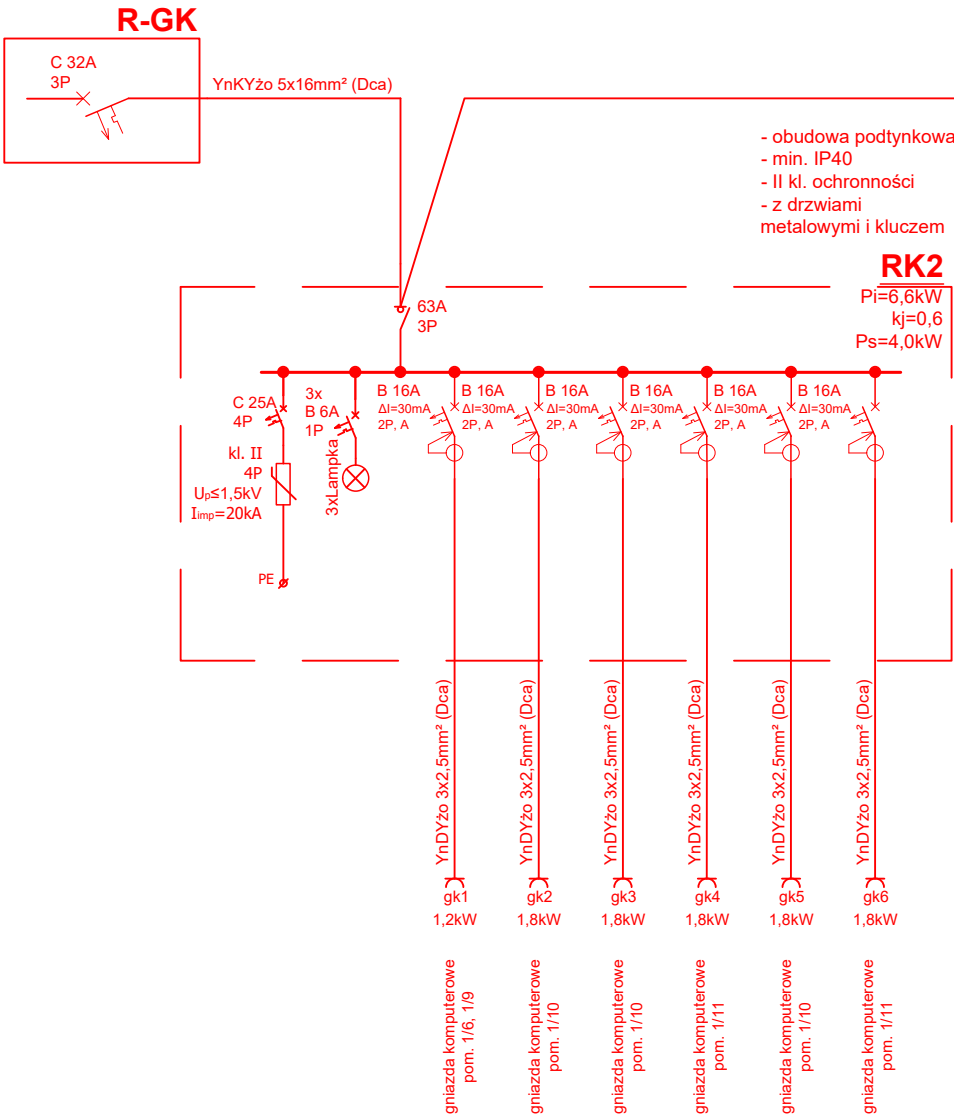 R-GK
C 32A
3P
YnKYżo 5x16mm² (Dca)
- obudowa podtynkowa
- min. IP40
- II kl. ochronności
- z drzwiami
metalowymi i kluczem
RK2
Pi=6,6kW
kj=0,6
Ps=4,0kW
63A
3P
C 25A
4P
kl. II
4P
Up≤1,5kV
Iimp=20kA
PE
3x
B 6A
1P
3xLampka
B 16A
ΔI=30mA
2P, A
B 16A
ΔI=30mA
2P, A
B 16A
ΔI=30mA
2P, A
B 16A
ΔI=30mA
2P, A
B 16A
ΔI=30mA
2P, A
B 16A
ΔI=30mA
2P, A
YnDYżo 3x2,5mm² (Dca)
YnDYżo 3x2,5mm² (Dca)
YnDYżo 3x2,5mm² (Dca)
YnDYżo 3x2,5mm² (Dca)
YnDYżo 3x2,5mm² (Dca)
YnDYżo 3x2,5mm² (Dca)
gk1
1,2kW
gk2
1,8kW
gk3
1,8kW
gk4
1,8kW
gk5
1,8kW
gk6
1,8kW
gniazda komputerowe
pom. 1/6, 1/9
gniazda komputerowe
pom. 1/10
gniazda komputerowe
pom. 1/10
gniazda komputerowe
pom. 1/11
gniazda komputerowe
pom. 1/10
gniazda komputerowe
pom. 1/11